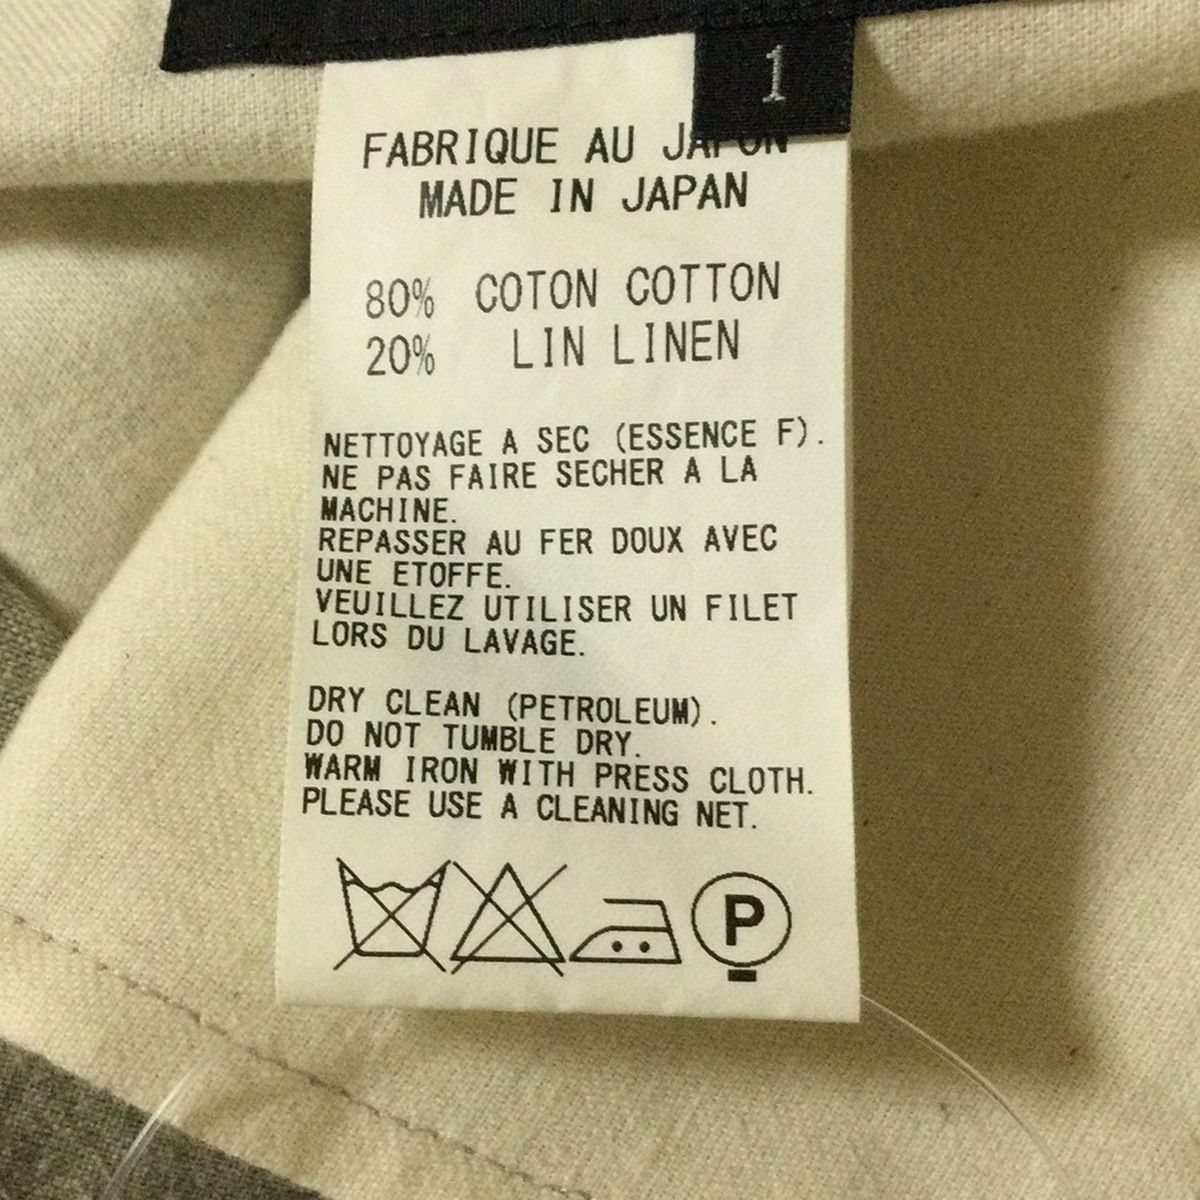 1
FABRIQUE AU JAPON
MADE IN JAPAN
80% COTON COTTON
20% LIN LINEN
NETTOYAGE A SEC (ESSENCE F).
NE PAS FAIRE SECHER A LA
MACHINE.
REPASSER AU FER DOUX AVEC
UNE ETOFFE.
VEUILLEZ UTILISER UN FILET
LORS DU LAVAGE.
DRY CLEAN (PETROLEUM).
DO NOT TUMBLE DRY.
WARM IRON WITH PRESS CLOTH.
PLEASE USE A CLEANING NET.
P